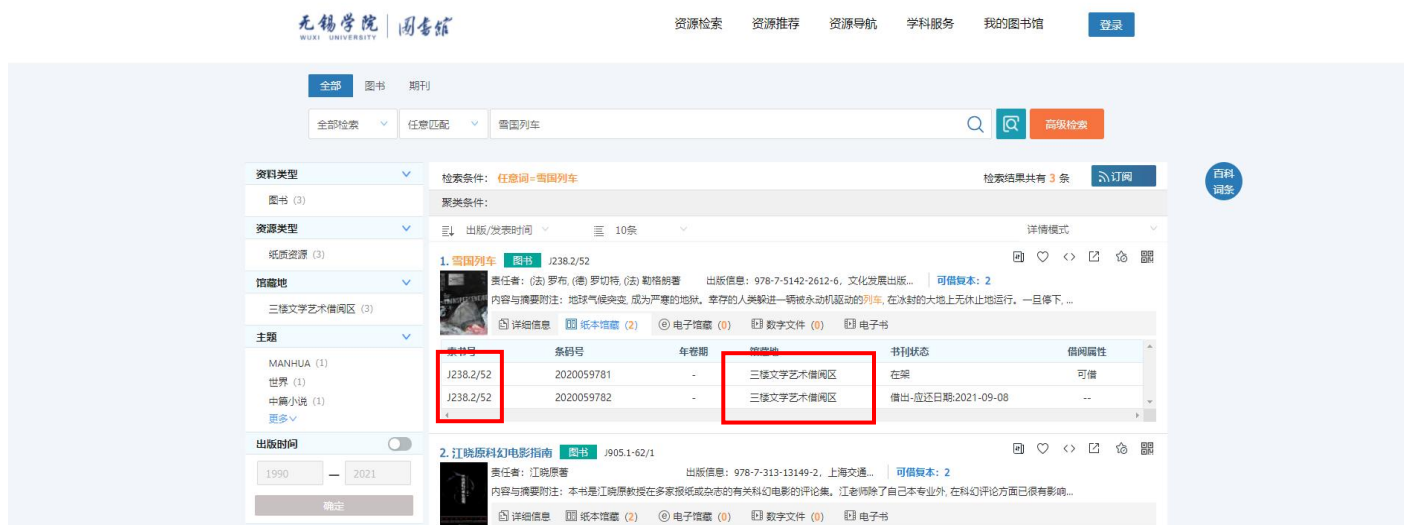 无锡学院 图书馆
WUXI UNIVERSITY
资源检索 资源推荐 资源导航 学科服务 我的图书馆 登录
全部 图书 期刊
全部检索 任意匹配 雪国列车 高级检索
资料类型
图书 (3)
资源类型
纸质资源 (3)
馆藏地
三楼文学艺术借阅区 (3)
主题
MANHUA (1)
世界 (1)
中篇小说 (1)
更多
出版时间
1990 — 2021
确定
检索条件: 任意词=雪国列车 检索结果共有 3 条 订阅
聚类条件:
出版/发表时间 10条 详情模式
1. 雪国列车 图书 J238.2/52
责任者: (法) 罗布, (德) 罗切特, (法) 勒格朗著 出版信息: 978-7-5142-2612-6, 文化发展出版... 可借复本: 2
内容与摘要附注: 地球气候突变, 成为严寒的地狱。幸存的人类躲进一辆被永动机驱动的列车, 在冰封的大地上无休止地运行。一旦停下, ...
详细信息 纸本馆藏 (2) 电子馆藏 (0) 数字文件 (0) 电子书
索书号 条码号 年卷期 馆藏地 书刊状态 借阅属性
J238.2/52 2020059781 - 三楼文学艺术借阅区 在架 可借
J238.2/52 2020059782 - 三楼文学艺术借阅区 借出-应还日期:2021-09-08 --
2. 江晓原科幻电影指南 图书 J905.1-62/1
责任者: 江晓原著 出版信息: 978-7-313-13149-2, 上海交通... 可借复本: 2
内容与摘要附注: 本书是江晓原教授在多家报纸或杂志的有关科幻电影的评论集。江老师除了自己本专业外, 在科幻评论方面已很有影响...
详细信息 纸本馆藏 (2) 电子馆藏 (0) 数字文件 (0) 电子书
百科
词条